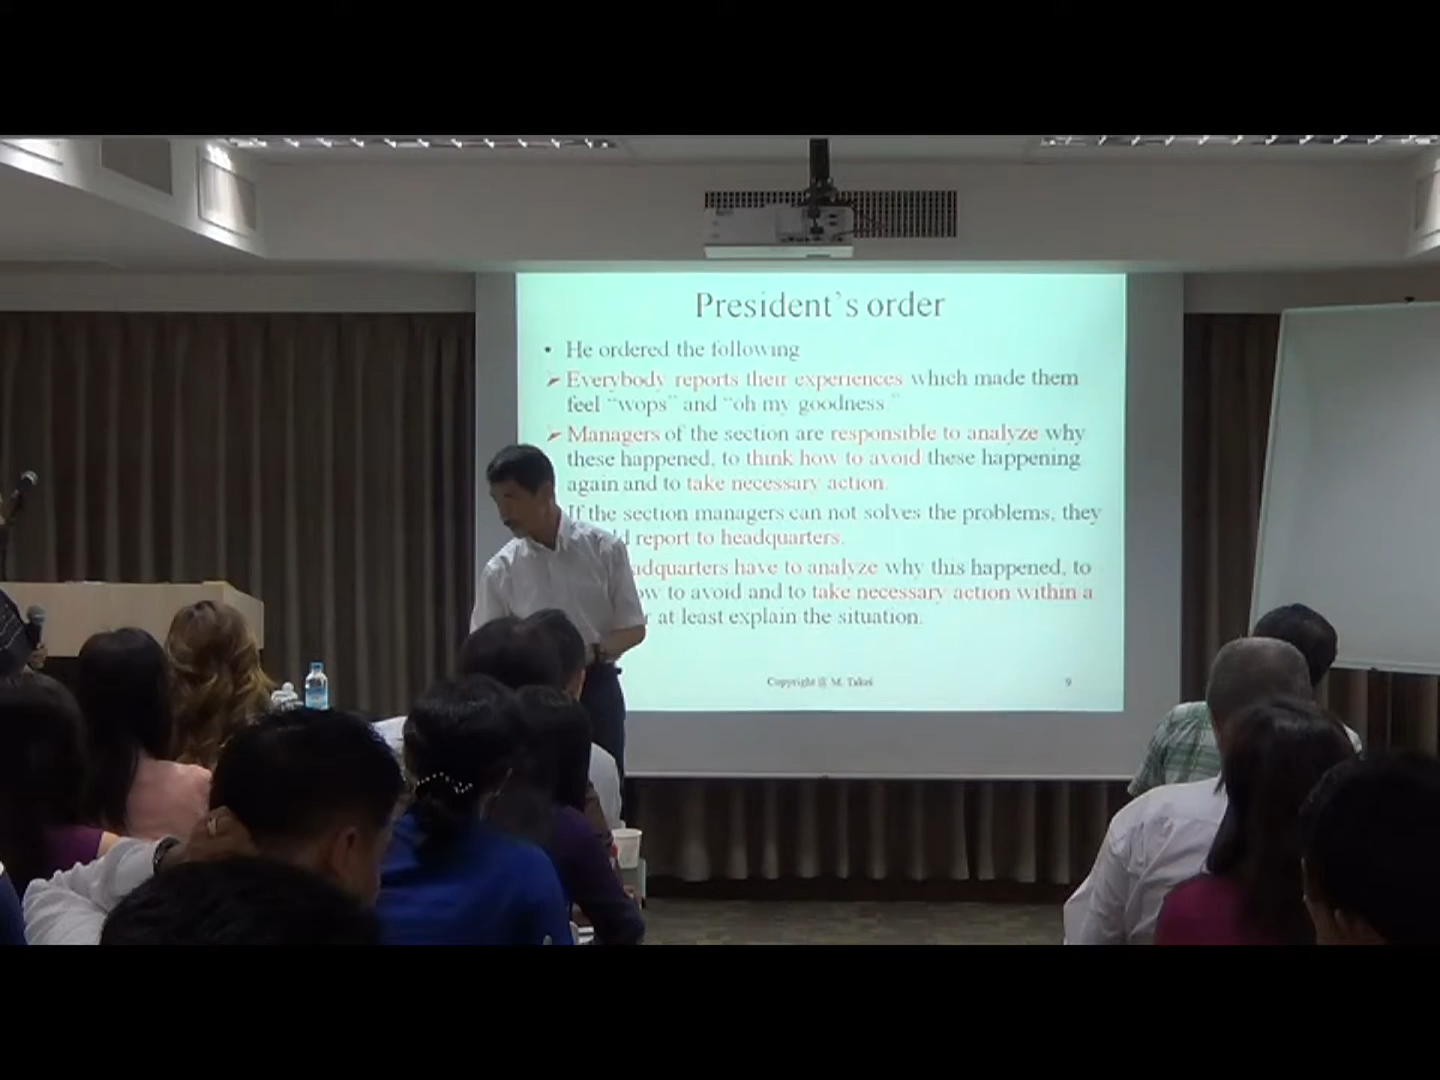 President's order
• He ordered the following
➢ Everybody reports their experiences which made them
feel "wops" and "oh my goodness"
➢ Managers of the section are responsible to analyze why
these happened, to think how to avoid these happening
again and to take necessary action.
If the section managers can not solves the problems, they
report to headquarters.
have to analyze why this happened, to
to avoid and to take necessary action within a
at least explain the situation.
Copyright @ M. Takei
9